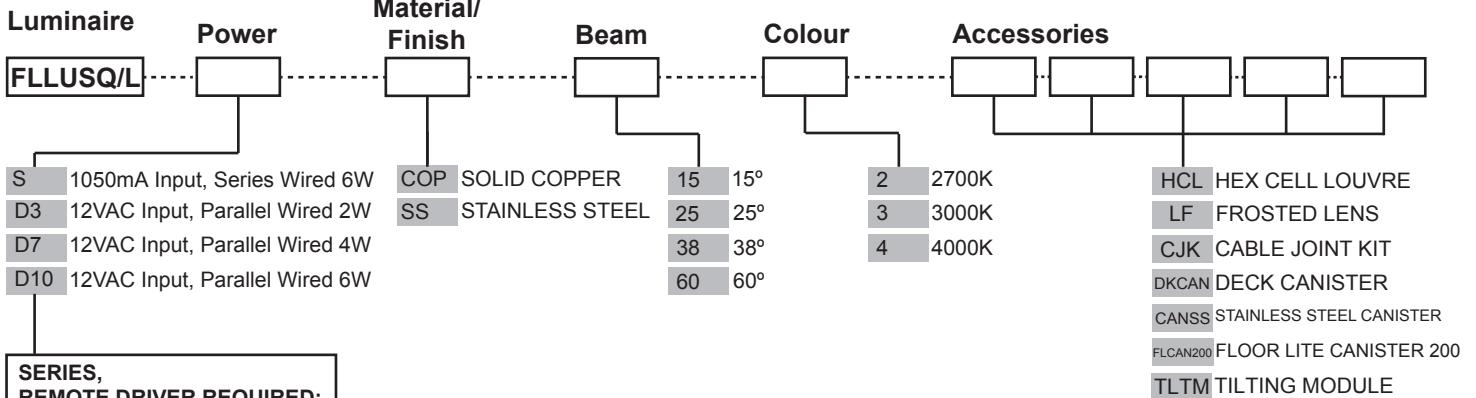 Luminaire
Power
Material/
Finish
Beam
Colour
Accessories
FLLUSQ/L
S 1050mA Input, Series Wired 6W
D3 12VAC Input, Parallel Wired 2W
D7 12VAC Input, Parallel Wired 4W
D10 12VAC Input, Parallel Wired 6W
COP SOLID COPPER
SS STAINLESS STEEL
15 15º
25 25º
38 38º
60 60º
2 2700K
3 3000K
4 4000K
HCL HEX CELL LOUVRE
LF FROSTED LENS
CJK CABLE JOINT KIT
DKCAN DECK CANISTER
CANSS STAINLESS STEEL CANISTER
FLCAN200 FLOOR LITE CANISTER 200
TLTM TILTING MODULE
SERIES,
REMOTE DRIVER REQUIRED: